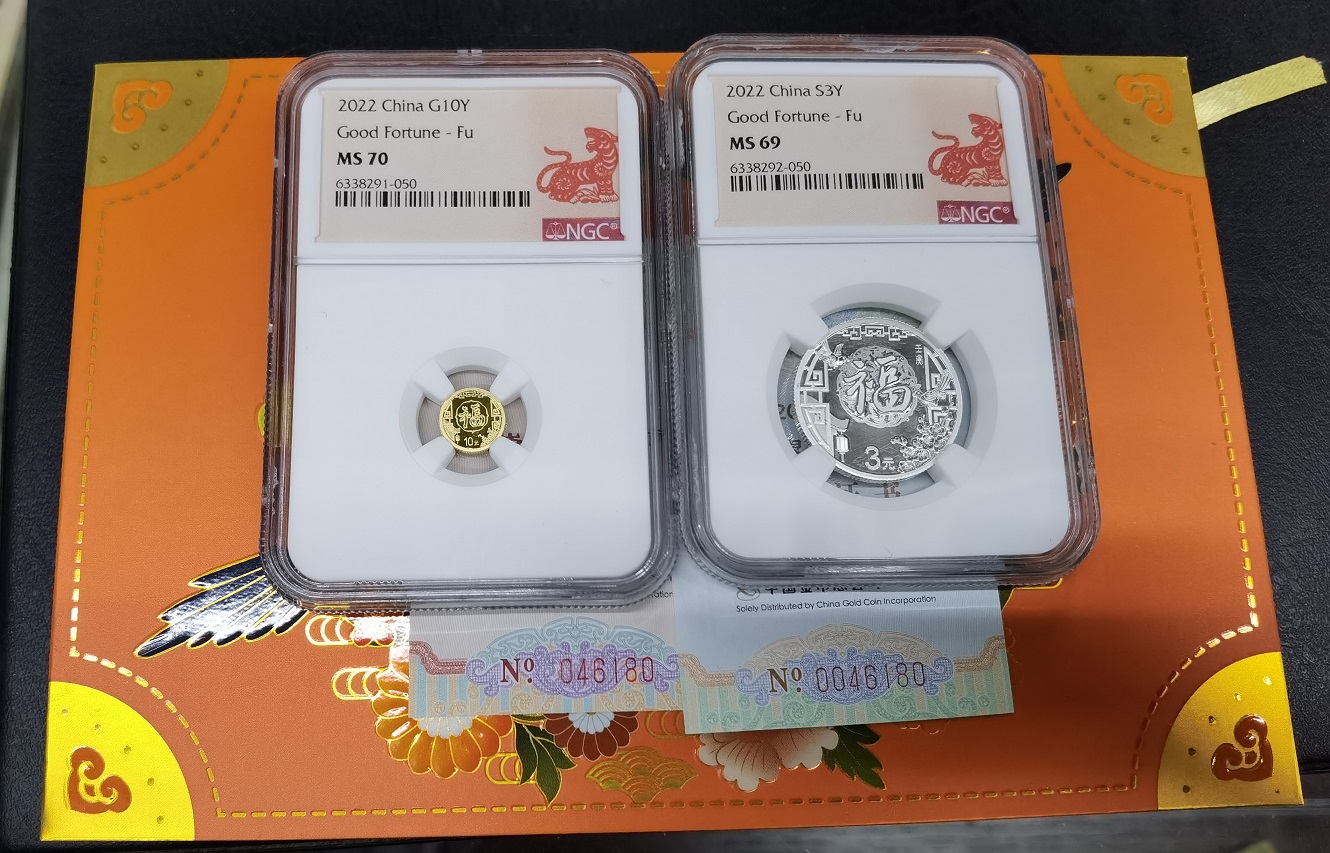 2022 China G10Y
Good Fortune - Fu
MS 70
6338291-050
NGC®
福
10元
2022 China S3Y
Good Fortune - Fu
MS 69
6338292-050
NGC®
壬寅
福
3元
Solely Distributed by China Gold Coin Incorporation
Nº 046180
Nº 0046180